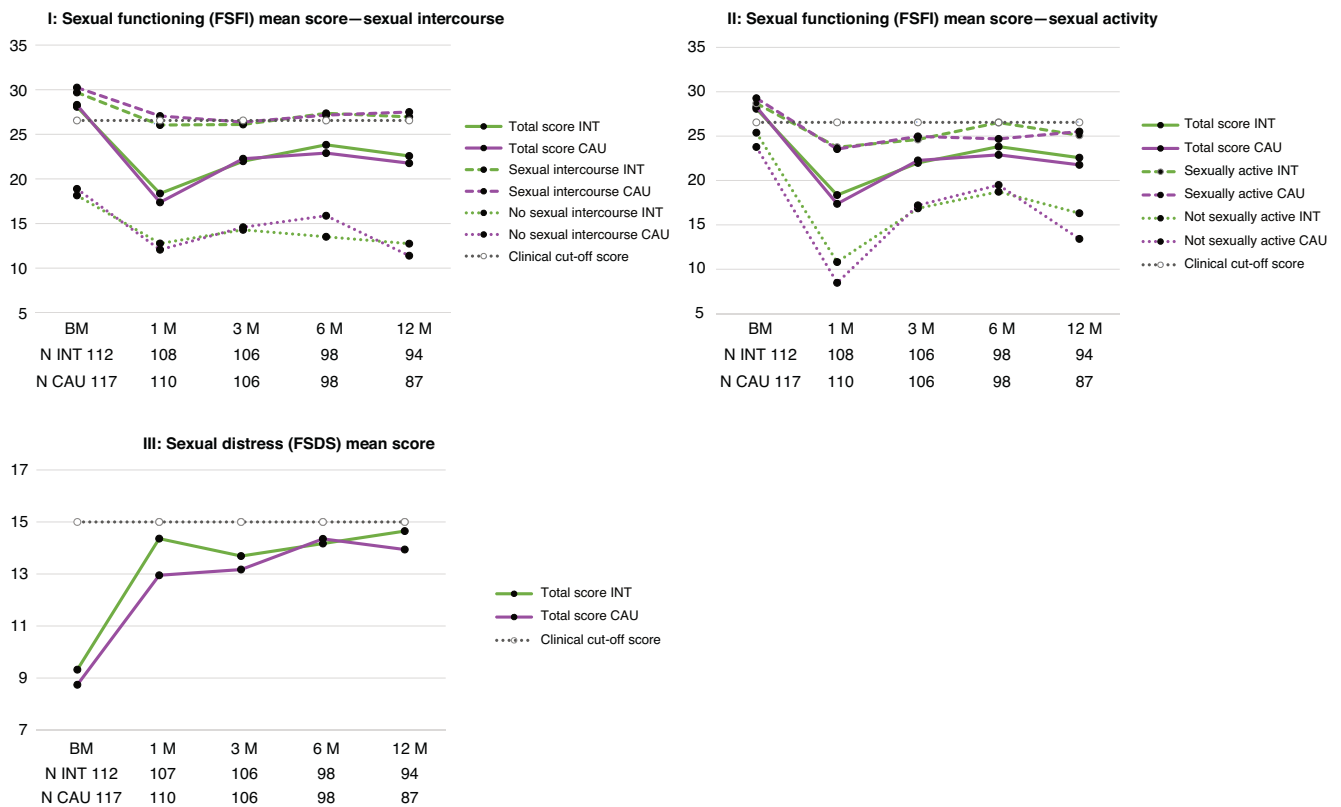 I: Sexual functioning (FSFI) mean score—sexual intercourse
35
30
25
20
15
10
5
BM 1 M 3 M 6 M 12 M
N INT 112 108 106 98 94
N CAU 117 110 106 98 87
Total score INT
Total score CAU
Sexual intercourse INT
Sexual intercourse CAU
No sexual intercourse INT
No sexual intercourse CAU
Clinical cut-off score
II: Sexual functioning (FSFI) mean score—sexual activity
35
30
25
20
15
10
5
BM 1 M 3 M 6 M 12 M
N INT 112 108 106 98 94
N CAU 117 110 106 98 87
Total score INT
Total score CAU
Sexually active INT
Sexually active CAU
Not sexually active INT
Not sexually active CAU
Clinical cut-off score
III: Sexual distress (FSDS) mean score
17
15
13
11
9
7
BM 1 M 3 M 6 M 12 M
N INT 112 107 106 98 94
N CAU 117 110 106 98 87
Total score INT
Total score CAU
Clinical cut-off score